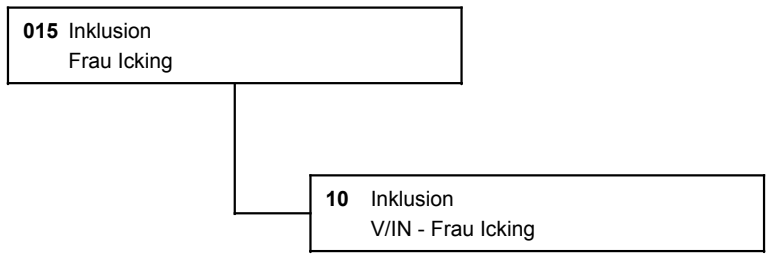 015 Inklusion
Frau Icking
10 Inklusion
V/IN - Frau Icking